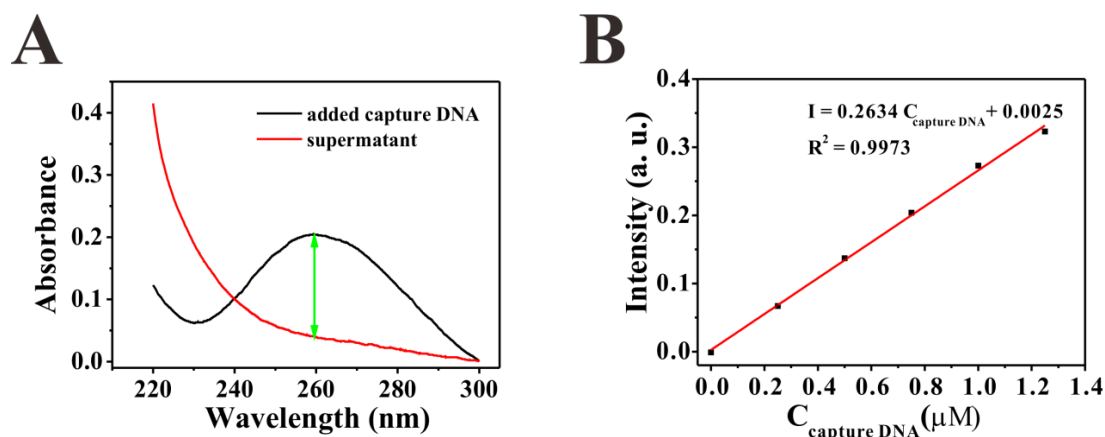 A
0.4
0.3
0.2
0.1
0.0
220
240
260
280
300
Absorbance
Wavelength (nm)
added capture DNA
supermatant
B
0.4
0.3
0.2
0.1
0.0
0.0
0.2
0.4
0.6
0.8
1.0
1.2
1.4
Intensity (a. u.)
C capture DNA (μM)
I = 0.2634 C capture DNA + 0.0025
R² = 0.9973